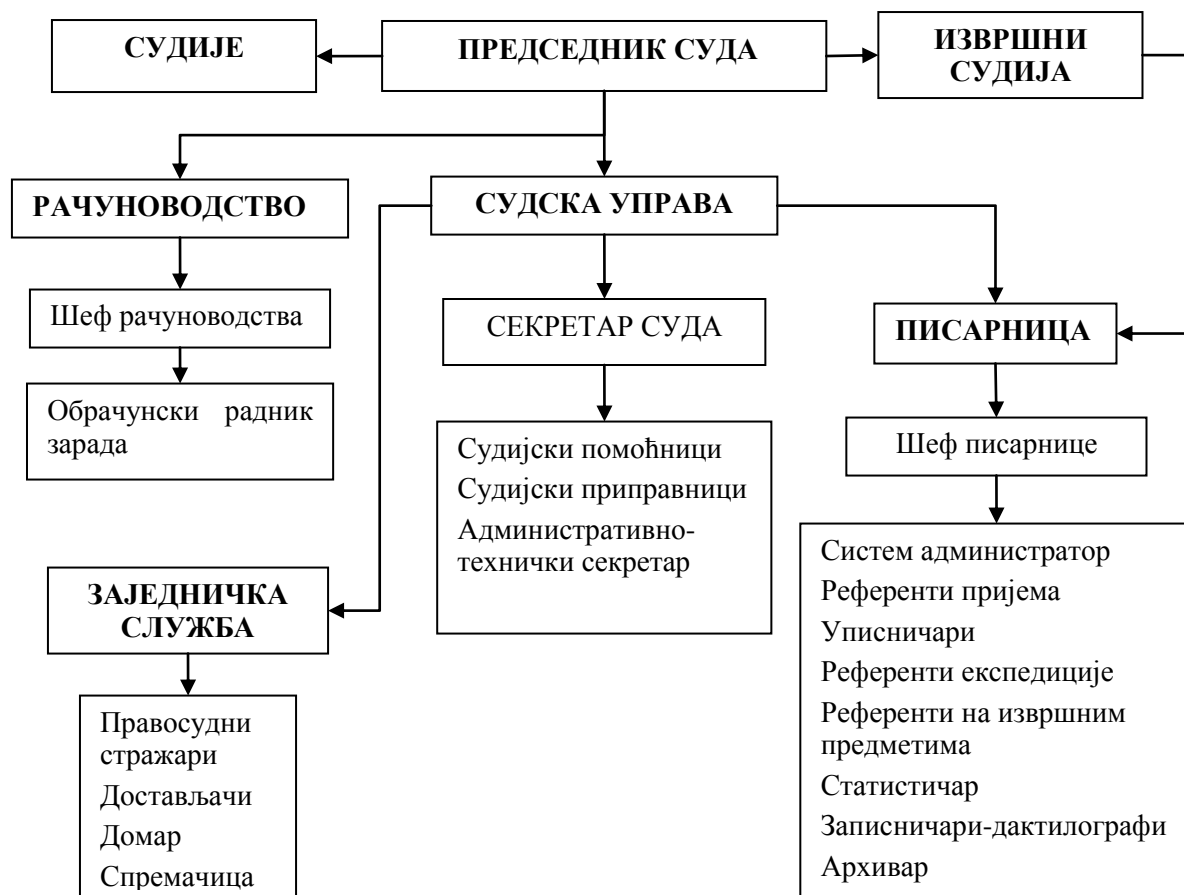 СУДИЈЕ
ПРЕДСЕДНИК СУДА
ИЗВРШНИ
СУДИЈА
РАЧУНОВОДСТВО
СУДСКА УПРАВА
Шеф рачуноводства
СЕКРЕТАР СУДА
ПИСАРНИЦА
Обрачунски радник
зарада
Судијски помоћници
Судијски приправници
Административно-
технички секретар
Шеф писарнице
ЗАЈЕДНИЧКА
СЛУЖБА
Правосудни
стражари
Достављачи
Домар
Спремачица
Систем администратор
Референти пријема
Уписничари
Референти експедиције
Референти на извршним
предметима
Статистичар
Записничари-дактилографи
Архивар